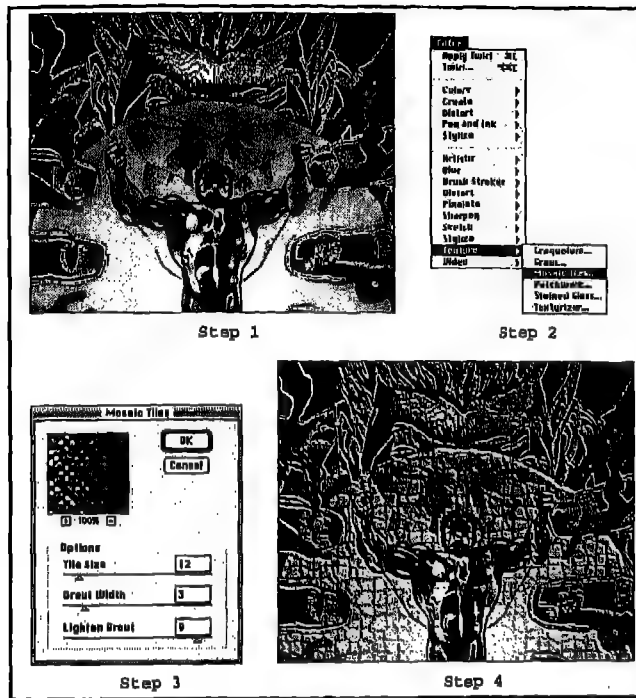 Step 1
Filter
Apply Twirl
Twirl...
Colors
Create
Distort
Pen and Ink
Stylize
Artistic
Blur
Brush Strokes
Distort
Pixelate
Sharpen
Sketch
Stylize
Texture
Video
Craquelure...
Grain...
Mosaic Tiles...
Patchwork...
Stained Glass...
Texturizer...
Step 2
Mosaic Tiles
OK
Cancel
100%
Options
Tile Size 12
Grout Width 3
Lighten Grout 9
Step 3
Step 4